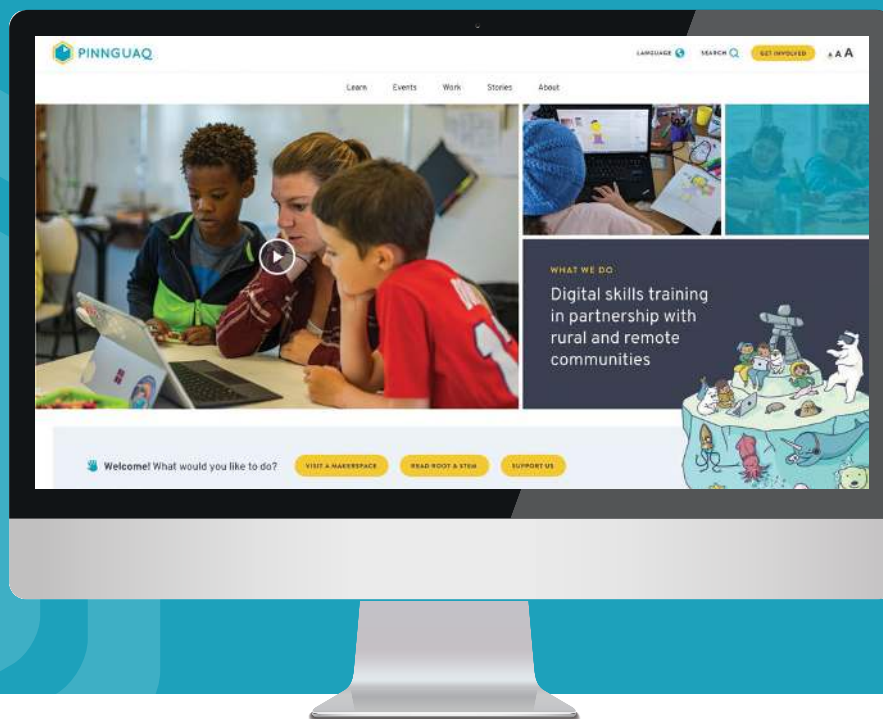 PINNGUAQ
LANGUAGE
SEARCH
GET INVOLVED
A A A
Learn Events Work Stories About
WHAT WE DO
Digital skills training
in partnership with
rural and remote
communities
Welcome! What would you like to do?
VISIT A MAKERSPACE
READ ROOT & STEM
SUPPORT US